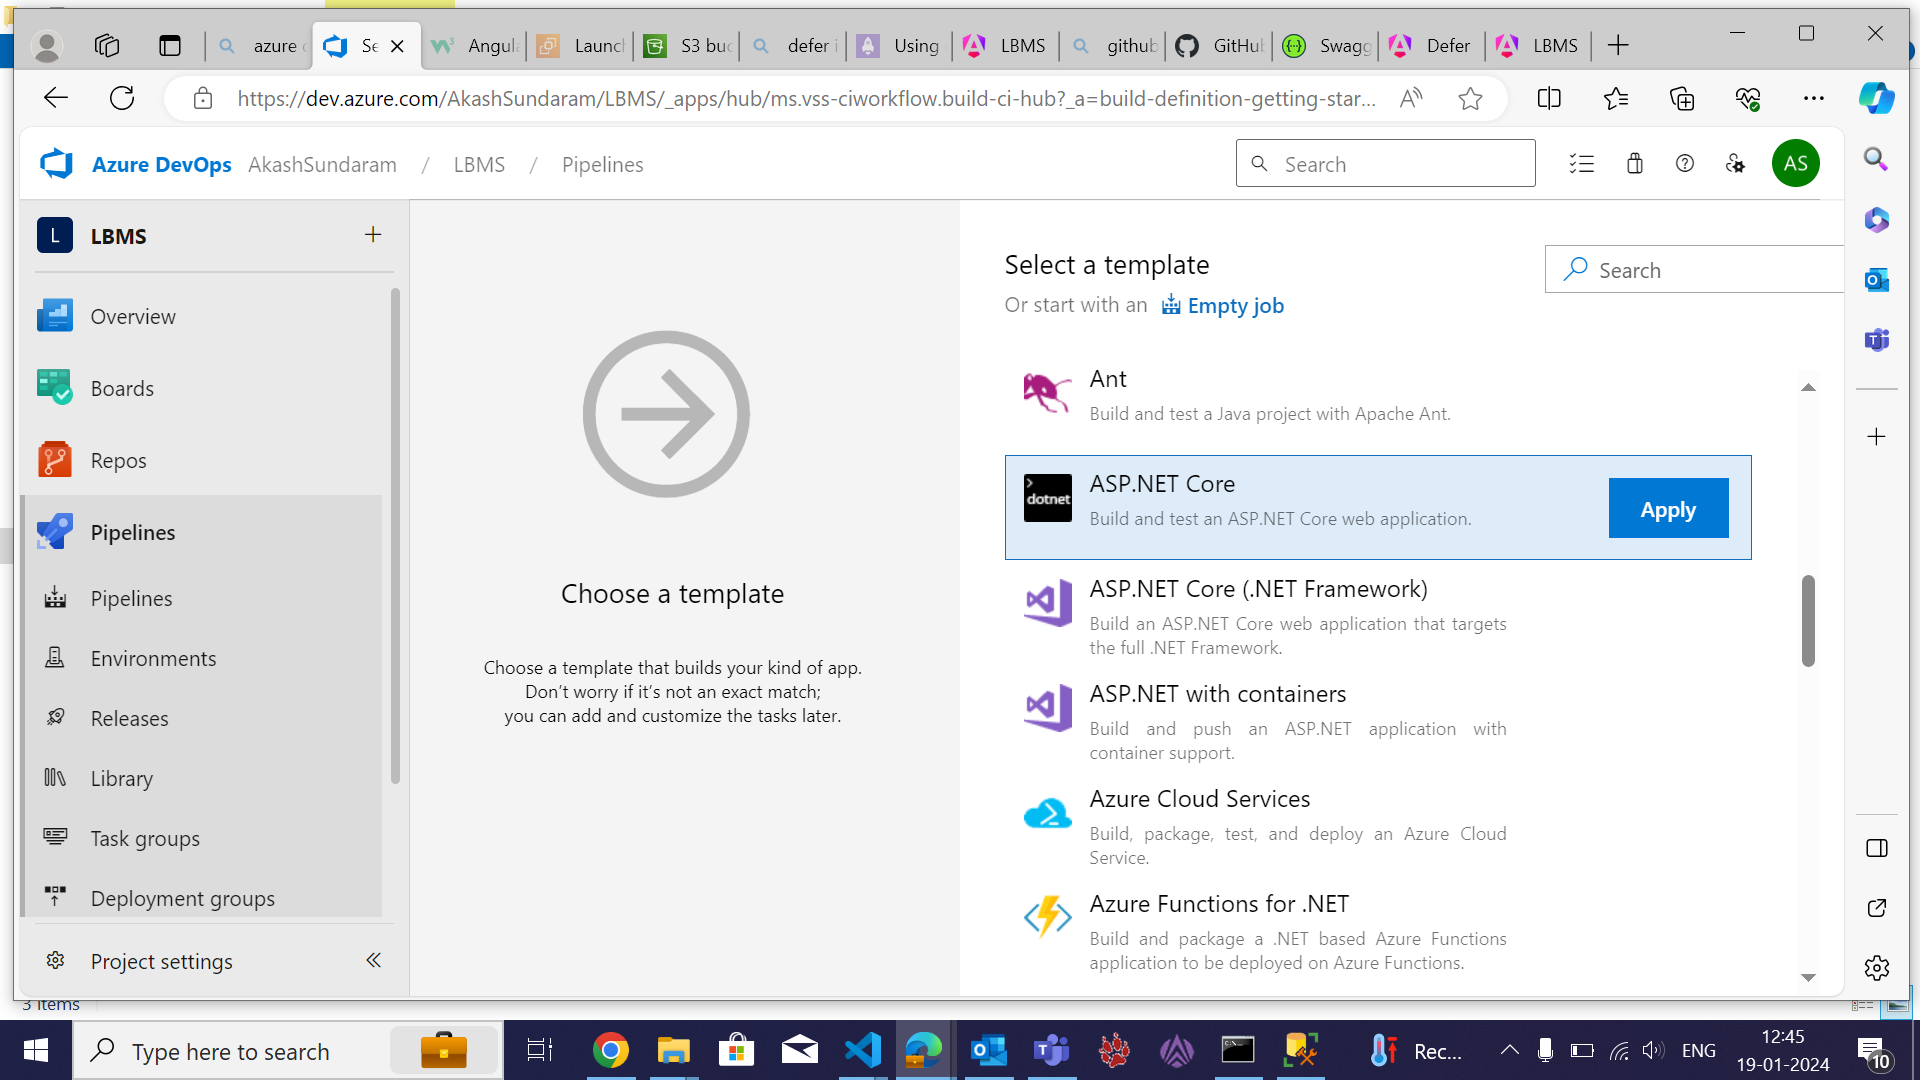 azure
Se
Angula
Launch
S3 buc
defer i
Using
LBMS
github
GitHub
Swagg
Defer
LBMS
https://dev.azure.com/AkashSundaram/LBMS/_apps/hub/ms.vss-ciworkflow.build-ci-hub?_a=build-definition-getting-star...
Azure DevOps AkashSundaram / LBMS / Pipelines
Search
AS
L LBMS
Overview
Boards
Repos
Pipelines
Pipelines
Environments
Releases
Library
Task groups
Deployment groups
Project settings
Choose a template
Choose a template that builds your kind of app.
Don't worry if it's not an exact match;
you can add and customize the tasks later.
Select a template
Or start with an Empty job
Search
Ant
Build and test a Java project with Apache Ant.
dotnet
ASP.NET Core
Build and test an ASP.NET Core web application.
Apply
ASP.NET Core (.NET Framework)
Build an ASP.NET Core web application that targets
the full .NET Framework.
ASP.NET with containers
Build and push an ASP.NET application with
container support.
Azure Cloud Services
Build, package, test, and deploy an Azure Cloud
Service.
Azure Functions for .NET
Build and package a .NET based Azure Functions
application to be deployed on Azure Functions.
3 items
Type here to search
Rec...
ENG
12:45
19-01-2024
10